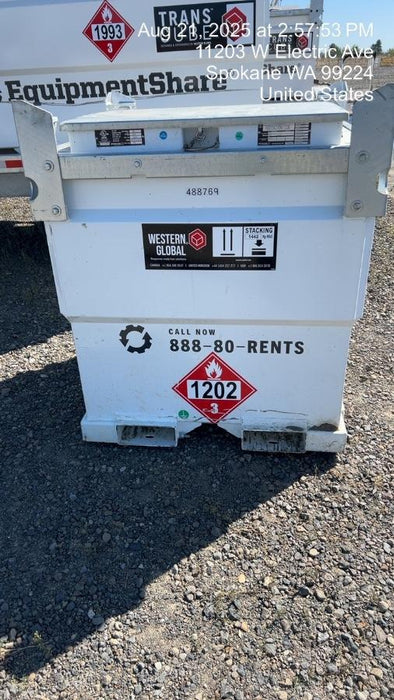 Aug 21, 2025 at 2:57:53 PM
11203 W Electric Ave
Spokane WA 99224
United States
1993
3
TRANS
TRANS
EquipmentShare
488769
WESTERN
GLOBAL
STACKING
CALL NOW
888-80-RENTS
1202
3